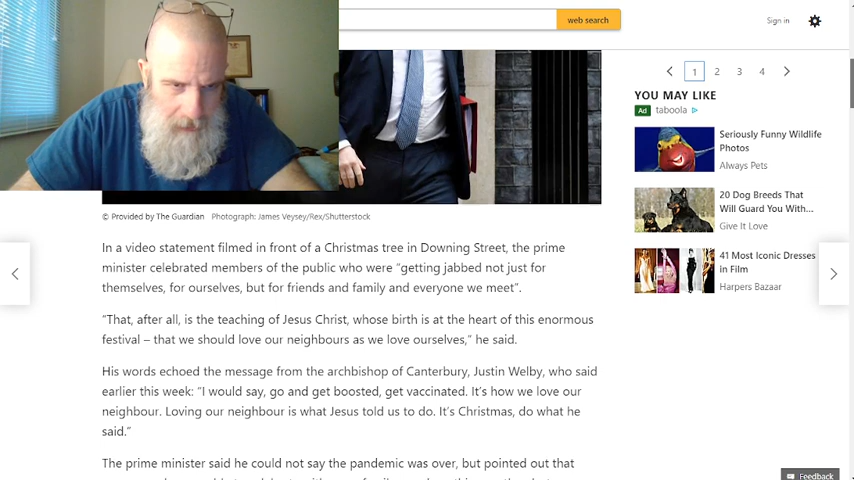 web search
Sign in
1 2 3 4
YOU MAY LIKE
Ad taboola
Seriously Funny Wildlife
Photos
Always Pets
20 Dog Breeds That
Will Guard You With...
Give It Love
41 Most Iconic Dresses
in Film
Harpers Bazaar
© Provided by The Guardian Photograph: James Veysey/Rex/Shutterstock
In a video statement filmed in front of a Christmas tree in Downing Street, the prime
minister celebrated members of the public who were “getting jabbed not just for
themselves, for ourselves, but for friends and family and everyone we meet”.
“That, after all, is the teaching of Jesus Christ, whose birth is at the heart of this enormous
festival – that we should love our neighbours as we love ourselves,” he said.
His words echoed the message from the archbishop of Canterbury, Justin Welby, who said
earlier this week: “I would say, go and get boosted, get vaccinated. It’s how we love our
neighbour. Loving our neighbour is what Jesus told us to do. It’s Christmas, do what he
said.”
The prime minister said he could not say the pandemic was over, but pointed out that
Feedback